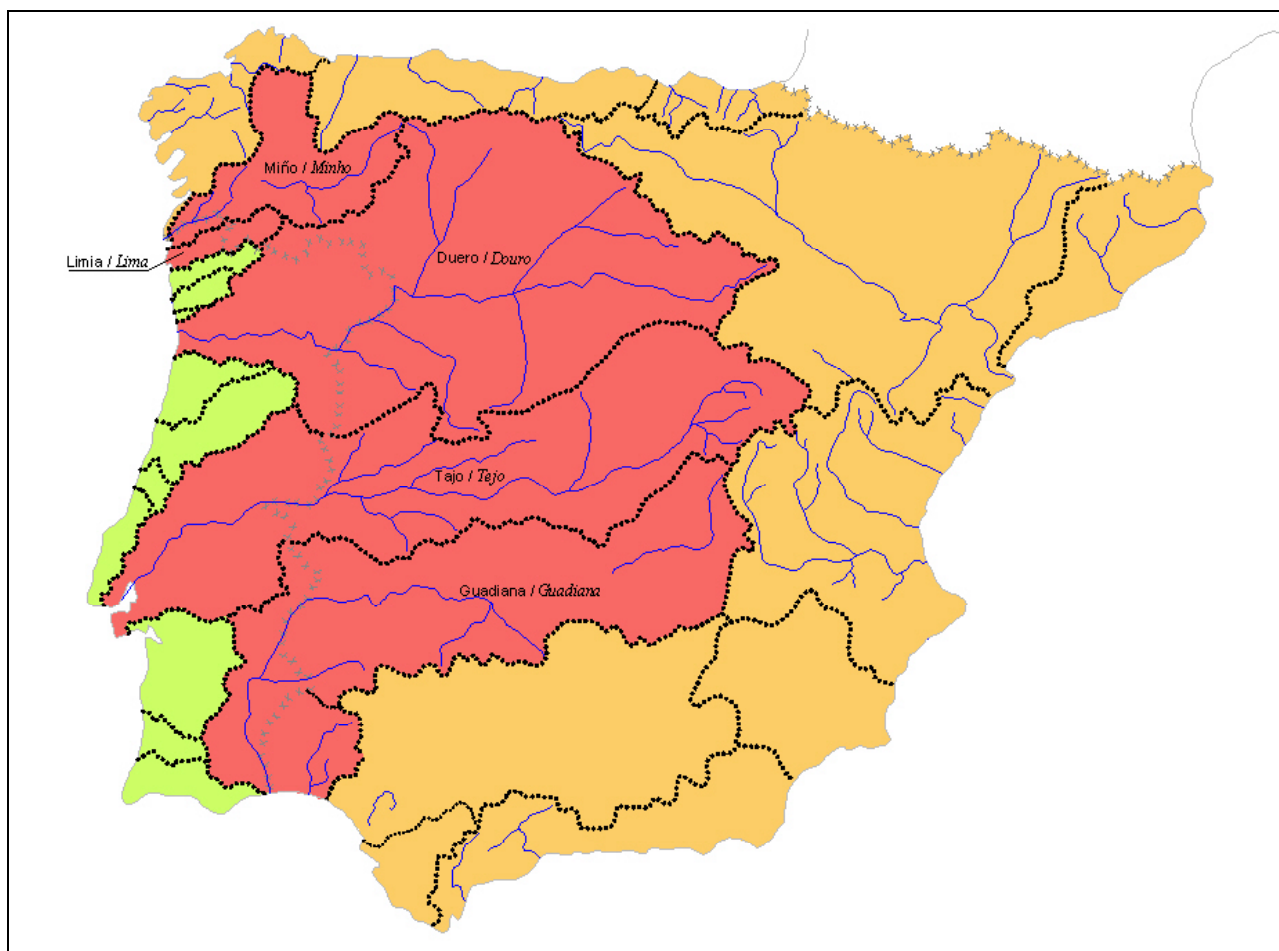 Miño / Minho
Limia / Lima
Duero / Douro
Tajo / Tejo
Guadiana / Guadiana